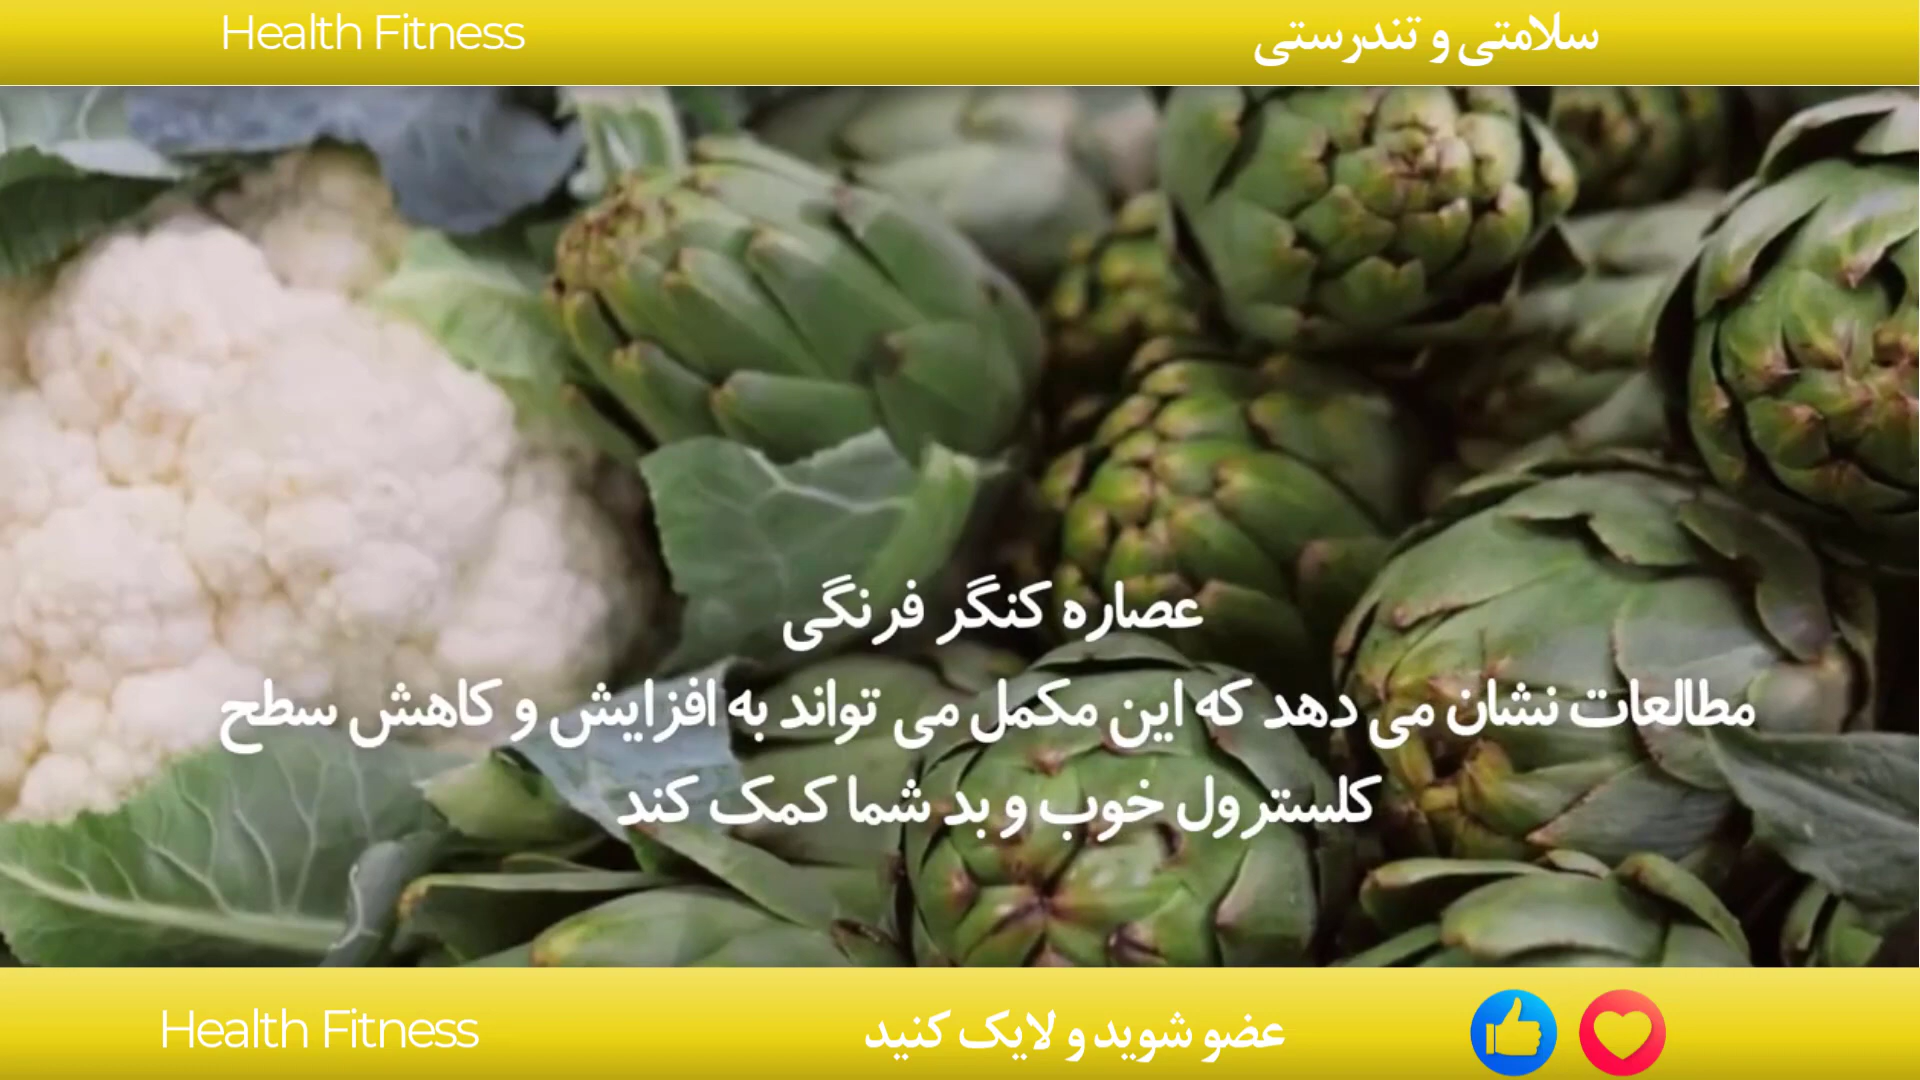 Health Fitness
سلامتی و تندرستی
عصاره کنگر فرنگی
مطالعات نشان می دهد که این مکمل می تواند به افزایش و کاهش سطح
کلسترول خوب و بد شما کمک کند
Health Fitness
عضو شوید و لایک کنید